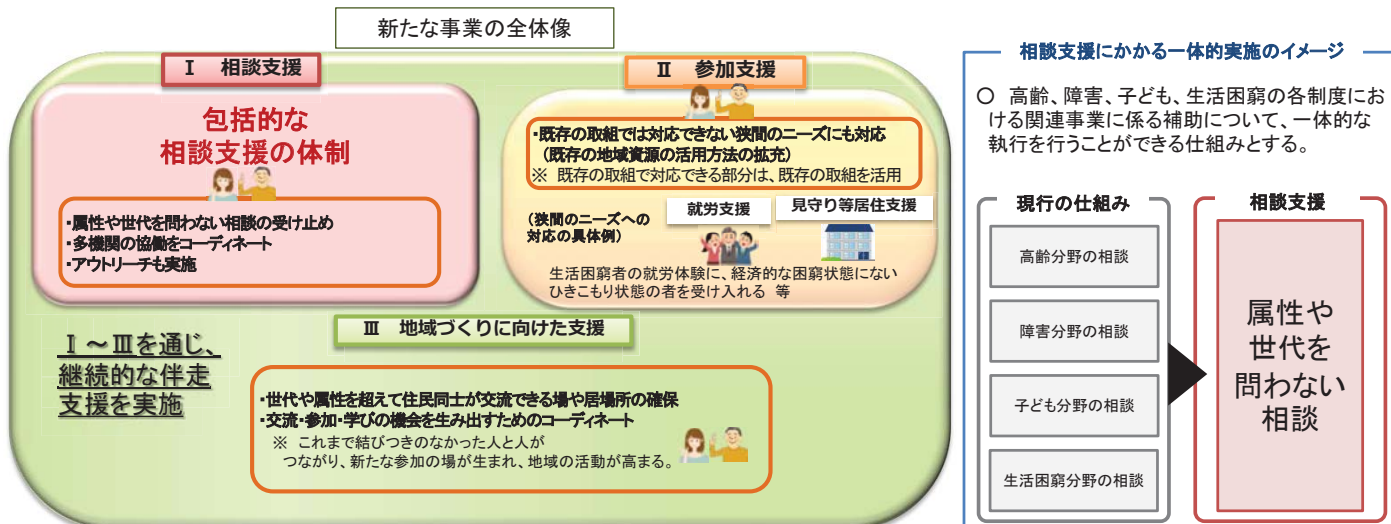 新たな事業の全体像
Ⅰ 相談支援
包括的な
相談支援の体制
・属性や世代を問わない相談の受け止め
・多機関の協働をコーディネート
・アウトリーチも実施
Ⅱ 参加支援
・既存の取組では対応できない狭間のニーズにも対応
（既存の地域資源の活用方法の拡充）
※ 既存の取組で対応できる部分は、既存の取組を活用
（狭間のニーズへの
対応の具体例）
就労支援
見守り等居住支援
生活困窮者の就労体験に、経済的な困窮状態にない
ひきこもり状態の者を受け入れる 等
Ⅲ 地域づくりに向けた支援
Ⅰ～Ⅲを通じ、
継続的な伴走
支援を実施
・世代や属性を超えて住民同士が交流できる場や居場所の確保
・交流・参加・学びの機会を生み出すためのコーディネート
※ これまで結びつきのなかった人と人が
つながり、新たな参加の場が生まれ、地域の活動が高まる。
相談支援にかかる一体的実施のイメージ
○ 高齢、障害、子ども、生活困窮の各制度にお
ける関連事業に係る補助について、一体的な
執行を行うことができる仕組みとする。
現行の仕組み
高齢分野の相談
障害分野の相談
子ども分野の相談
生活困窮分野の相談
相談支援
属性や
世代を
問わない
相談